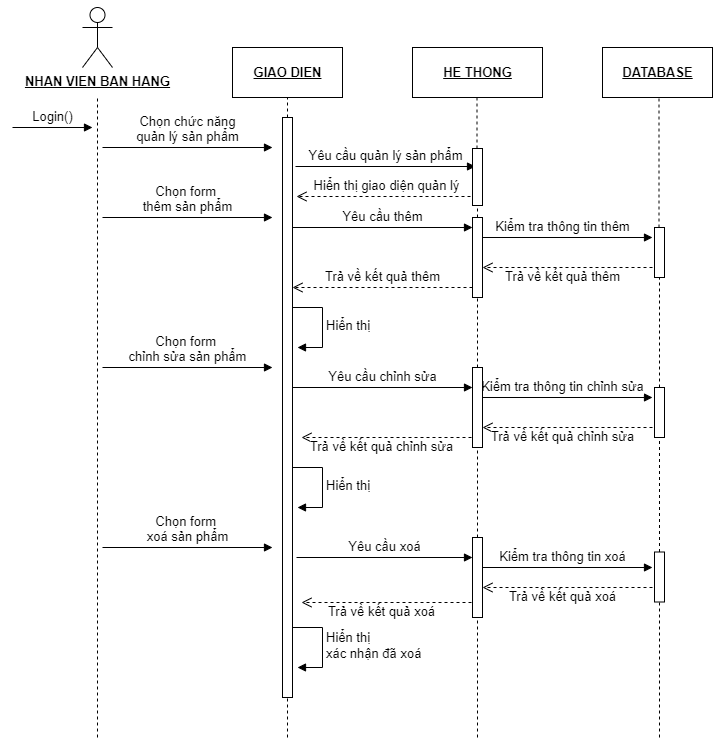 NHAN VIEN BAN HANG
GIAO DIEN
HE THONG
DATABASE
Login()
Chọn chức năng
quản lý sản phẩm
Yêu cầu quản lý sản phẩm
Hiển thị giao diện quản lý
Chọn form
thêm sản phẩm
Yêu cầu thêm
Kiểm tra thông tin thêm
Trả về kết quả thêm
Trả về kết quả thêm
Hiển thị
Chọn form
chỉnh sửa sản phẩm
Yêu cầu chỉnh sửa
Kiểm tra thông tin chỉnh sửa
Trả về kết quả chỉnh sửa
Trả về kết quả chỉnh sửa
Hiển thị
Chọn form
xoá sản phẩm
Yêu cầu xoá
Kiểm tra thông tin xoá
Trả về kết quả xoá
Trả về kết quả xoá
Hiển thị
xác nhận đã xoá